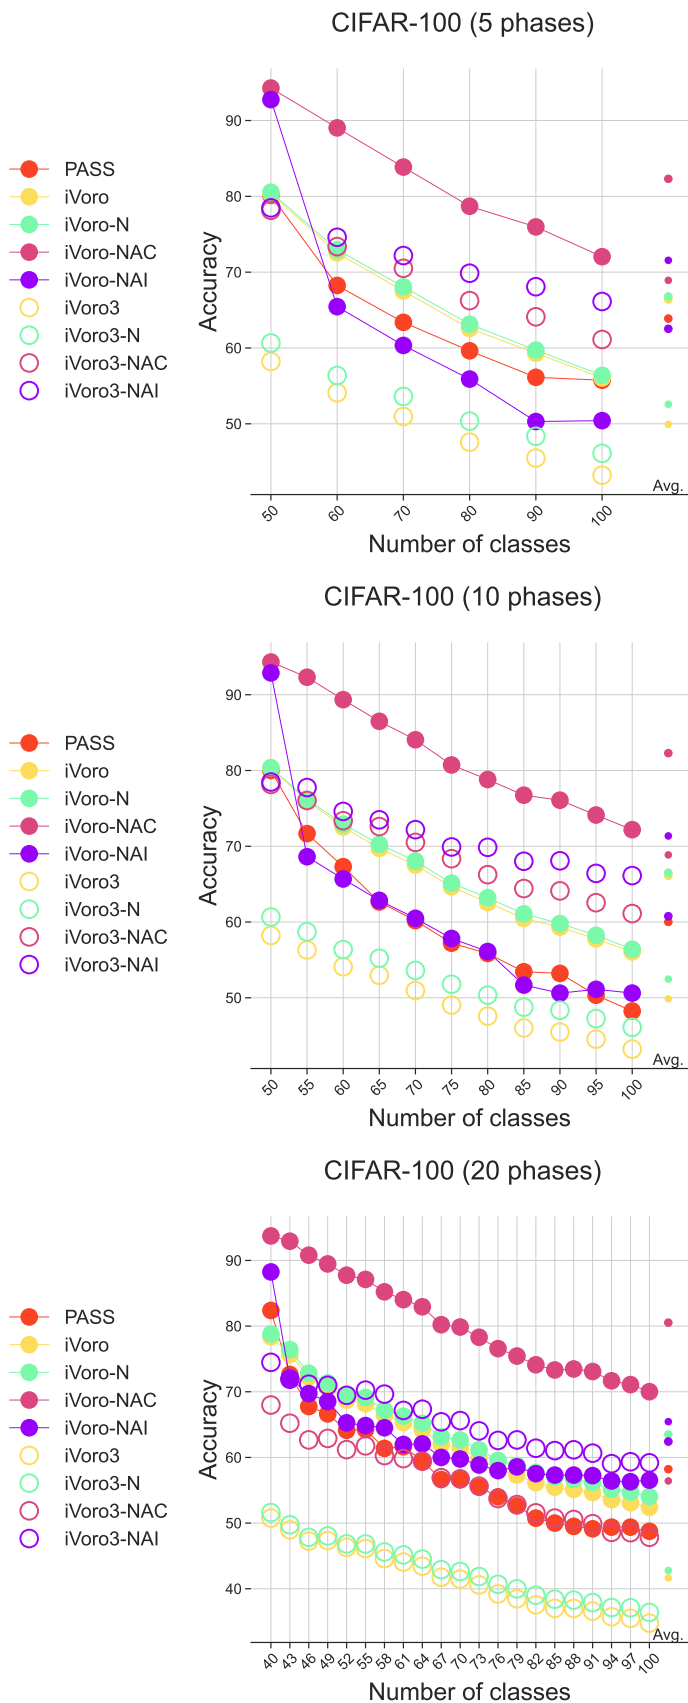 CIFAR-100 (5 phases)
90
80
70
60
50
Accuracy
PASS
iVoro
iVoro-N
iVoro-NAC
iVoro-NAI
iVoro3
iVoro3-N
iVoro3-NAC
iVoro3-NAI
Avg.
50 60 70 80 90 100
Number of classes
CIFAR-100 (10 phases)
90
80
70
60
50
Accuracy
PASS
iVoro
iVoro-N
iVoro-NAC
iVoro-NAI
iVoro3
iVoro3-N
iVoro3-NAC
iVoro3-NAI
Avg.
50 55 60 65 70 75 80 85 90 95 100
Number of classes
CIFAR-100 (20 phases)
90
80
70
60
50
40
Accuracy
PASS
iVoro
iVoro-N
iVoro-NAC
iVoro-NAI
iVoro3
iVoro3-N
iVoro3-NAC
iVoro3-NAI
Avg.
40 43 46 49 52 55 58 61 64 67 70 73 76 79 82 85 88 91 94 97 100
Number of classes